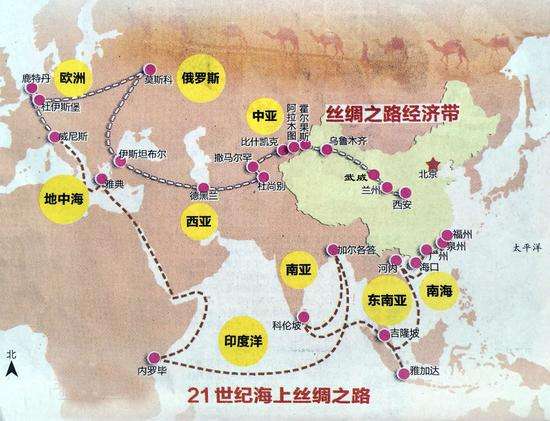 欧洲
俄罗斯
鹿特丹
莫斯科
杜伊斯堡
威尼斯
伊斯坦布尔
雅典
地中海
德黑兰
西亚
中亚
比什凯克
阿拉木图
霍尔果斯
撒马尔罕
杜尚别
丝绸之路经济带
乌鲁木齐
武威
兰州
西安
北京
福州
泉州
广州
太平洋
加尔各答
河内
海口
南亚
东南亚
南海
科伦坡
吉隆坡
印度洋
北
内罗毕
雅加达
21世纪海上丝绸之路